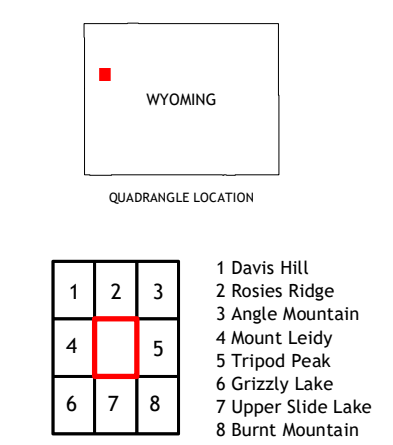 WYOMING
QUADRANGLE LOCATION
1 2 3
4 5
6 7 8
1 Davis Hill
2 Rosies Ridge
3 Angle Mountain
4 Mount Leidy
5 Tripod Peak
6 Grizzly Lake
7 Upper Slide Lake
8 Burnt Mountain